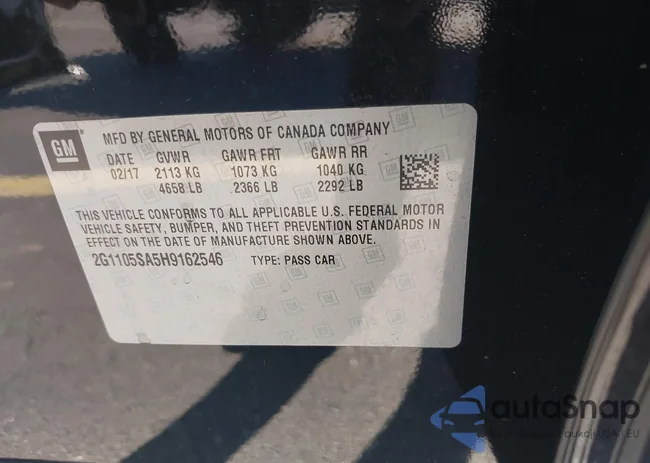 GM
MFD BY GENERAL MOTORS OF CANADA COMPANY
DATE GVWR GAWR FRT GAWR RR
02/17 2113 KG 1073 KG 1040 KG
4658 LB 2366 LB 2292 LB
THIS VEHICLE CONFORMS TO ALL APPLICABLE U.S. FEDERAL MOTOR
VEHICLE SAFETY, BUMPER, AND THEFT PREVENTION STANDARDS IN
EFFECT ON THE DATE OF MANUFACTURE SHOWN ABOVE.
2G1105SA5H9162546 TYPE: PASS CAR
autoSnap